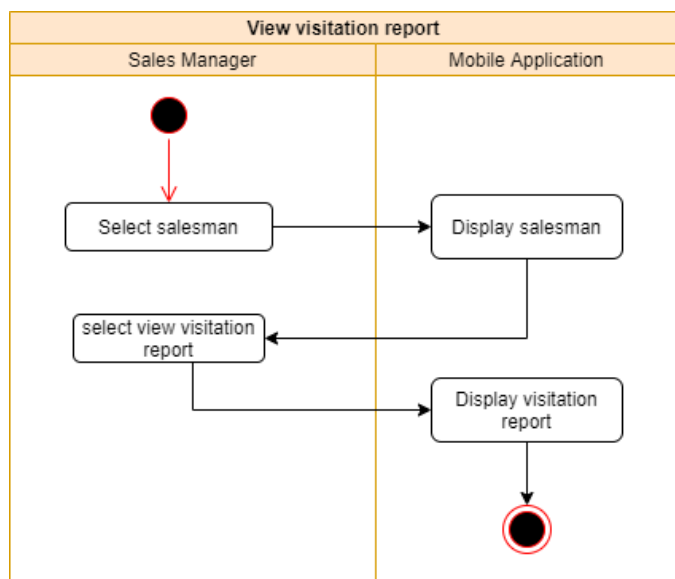 View visitation report
Sales Manager
Mobile Application
Select salesman
Display salesman
select view visitation
report
Display visitation
report